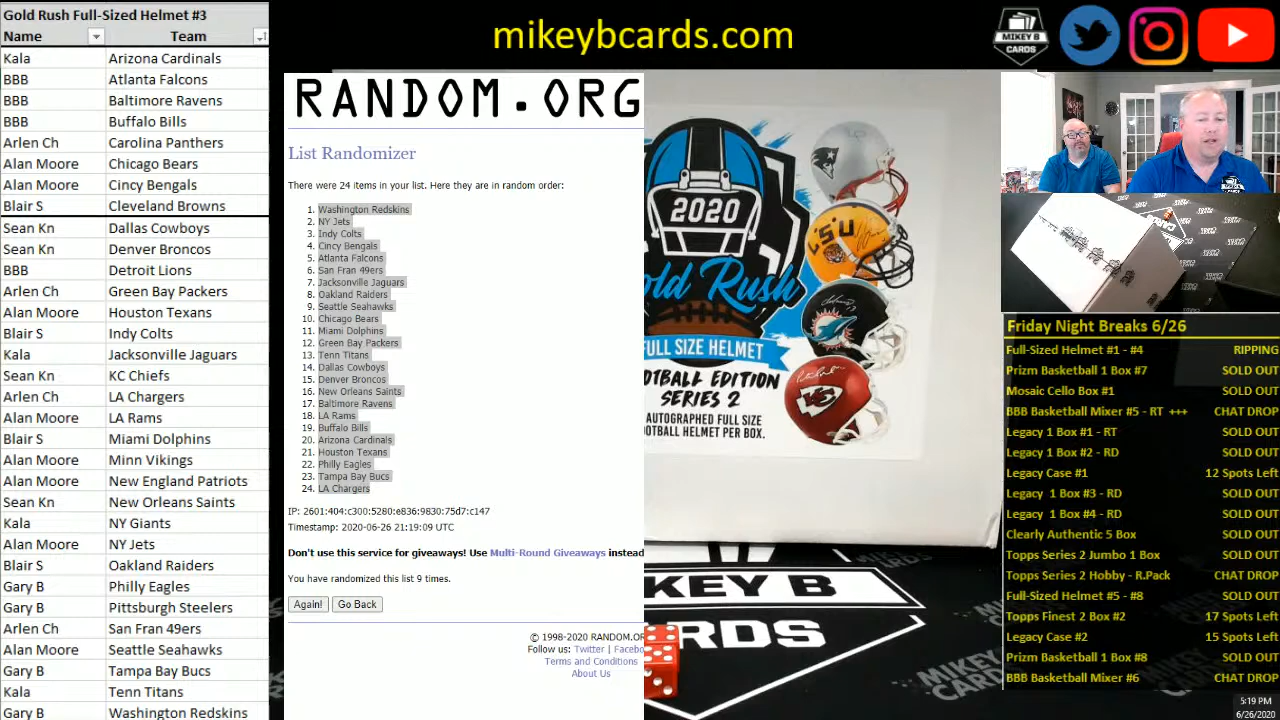 Gold Rush Full-Sized Helmet #3
Name Team
Kala Arizona Cardinals
BBB Atlanta Falcons
BBB Baltimore Ravens
BBB Buffalo Bills
Arlen Ch Carolina Panthers
Alan Moore Chicago Bears
Alan Moore Cincy Bengals
Blair S Cleveland Browns
Sean Kn Dallas Cowboys
Sean Kn Denver Broncos
BBB Detroit Lions
Arlen Ch Green Bay Packers
Alan Moore Houston Texans
Blair S Indy Colts
Kala Jacksonville Jaguars
Sean Kn KC Chiefs
Arlen Ch LA Chargers
Alan Moore LA Rams
Blair S Miami Dolphins
Alan Moore Minn Vikings
Alan Moore New England Patriots
Sean Kn New Orleans Saints
Kala NY Giants
Alan Moore NY Jets
Blair S Oakland Raiders
Gary B Philly Eagles
Gary B Pittsburgh Steelers
Arlen Ch San Fran 49ers
Alan Moore Seattle Seahawks
Gary B Tampa Bay Bucs
Kala Tenn Titans
Gary B Washington Redskins
mikeybcards.com
MIKEY B
CARDS
RANDOM.ORG
List Randomizer
There were 24 items in your list. Here they are in random order:
1. Washington Redskins
2. NY Jets
3. Indy Colts
4. Cincy Bengals
5. Atlanta Falcons
6. San Fran 49ers
7. Jacksonville Jaguars
8. Oakland Raiders
9. Seattle Seahawks
10. Chicago Bears
11. Miami Dolphins
12. Green Bay Packers
13. Tenn Titans
14. Dallas Cowboys
15. Denver Broncos
16. New Orleans Saints
17. Baltimore Ravens
18. LA Rams
19. Buffalo Bills
20. Arizona Cardinals
21. Houston Texans
22. Philly Eagles
23. Tampa Bay Bucs
24. LA Chargers
IP: 2601:404:c300:5280:e836:9830:75d7:c147
Timestamp: 2020-06-26 21:19:09 UTC
Don't use this service for giveaways! Use Multi-Round Giveaways instead
You have randomized this list 9 times.
Again! Go Back
© 1998-2020 RANDOM.OR
Follow us: Twitter | Facebo
Terms and Conditions
About Us
2020
old Rush
FULL SIZE HELMET
OTBALL EDITION
SERIES 2
AUTOGRAPHED FULL SIZE
OOTBALL HELMET PER BOX.
LSU
KC
KEY B
RDS
MIKEY B
CARDS
Friday Night Breaks 6/26
Full-Sized Helmet #1 - #4 RIPPING
Prizm Basketball 1 Box #7 SOLD OUT
Mosaic Cello Box #1 SOLD OUT
BBB Basketball Mixer #5 - RT +++ CHAT DROP
Legacy 1 Box #1 - RT SOLD OUT
Legacy 1 Box #2 - RD SOLD OUT
Legacy Case #1 12 Spots Left
Legacy 1 Box #3 - RD SOLD OUT
Legacy 1 Box #4 - RD SOLD OUT
Clearly Authentic 5 Box SOLD OUT
Topps Series 2 Jumbo 1 Box SOLD OUT
Topps Series 2 Hobby - R.Pack CHAT DROP
Full-Sized Helmet #5 - #8 SOLD OUT
Topps Finest 2 Box #2 17 Spots Left
Legacy Case #2 15 Spots Left
Prizm Basketball 1 Box #8 SOLD OUT
BBB Basketball Mixer #6 CHAT DROP
5:19 PM
6/26/2020